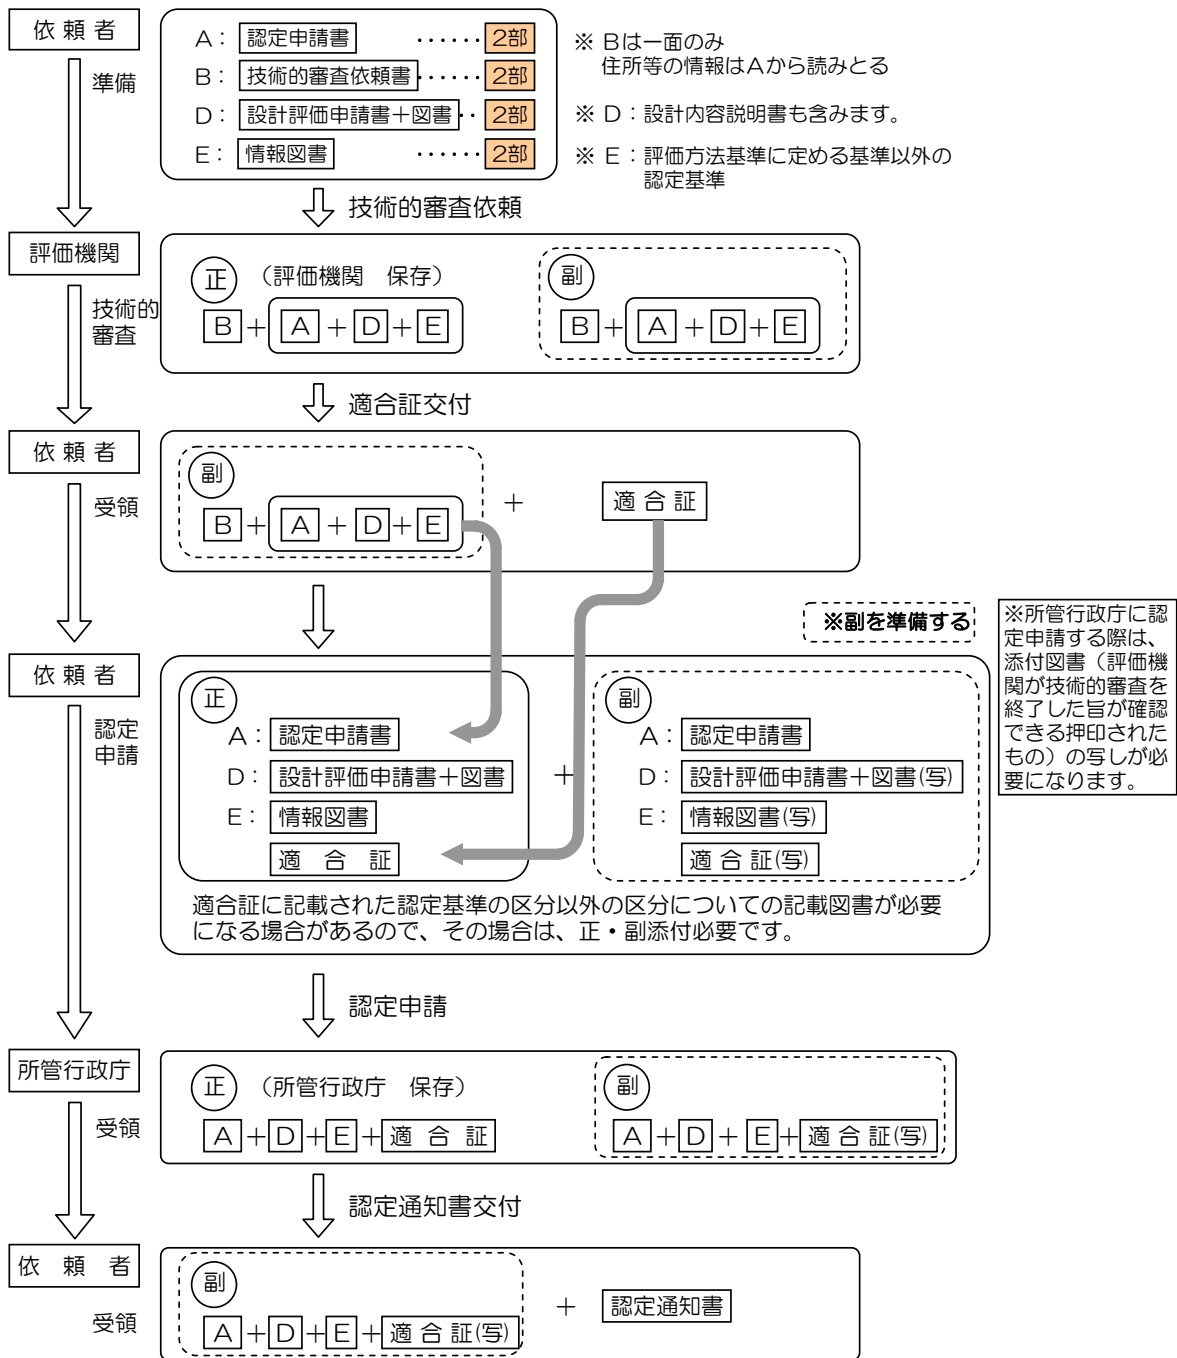 依 頼 者
準備
A： 認定申請書 ‥‥‥ 2部
B： 技術的審査依頼書 ‥‥‥ 2部
D： 設計評価申請書＋図書 ‥ 2部
E： 情報図書 ‥‥‥ 2部
※ Bは一面のみ
住所等の情報はAから読みとる
※ D：設計内容説明書も含みます。
※ E：評価方法基準に定める基準以外の
認定基準
技術的審査依頼
評価機関
技術的
審査
正 （評価機関　保存）
B＋A＋D＋E
副
B＋A＋D＋E
適合証交付
依 頼 者
受領
副
B＋A＋D＋E
＋
適 合 証
※副を準備する
※所管行政庁に認
定申請する際は、
添付図書（評価機
関が技術的審査を
終了した旨が確認
できる押印された
もの）の写しが必
要になります。
依 頼 者
認定
申請
正
A： 認定申請書
D： 設計評価申請書＋図書
E： 情報図書
適　合　証
＋
副
A： 認定申請書
D： 設計評価申請書＋図書(写)
E： 情報図書(写)
適 合 証(写)
適合証に記載された認定基準の区分以外の区分についての記載図書が必要
になる場合があるので、その場合は、正・副添付必要です。
認定申請
所管行政庁
受領
正 （所管行政庁　保存）
A＋D＋E＋適 合 証
副
A＋D＋E＋適 合 証(写)
認定通知書交付
依　頼　者
受領
副
A＋D＋E＋適 合 証(写)
＋
認定通知書